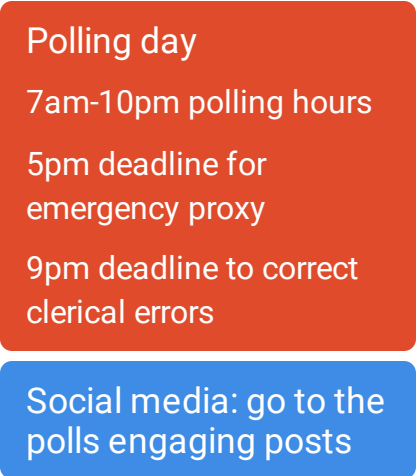 Polling day
7am-10pm polling hours
5pm deadline for
emergency proxy
9pm deadline to correct
clerical errors
Social media: go to the
polls engaging posts